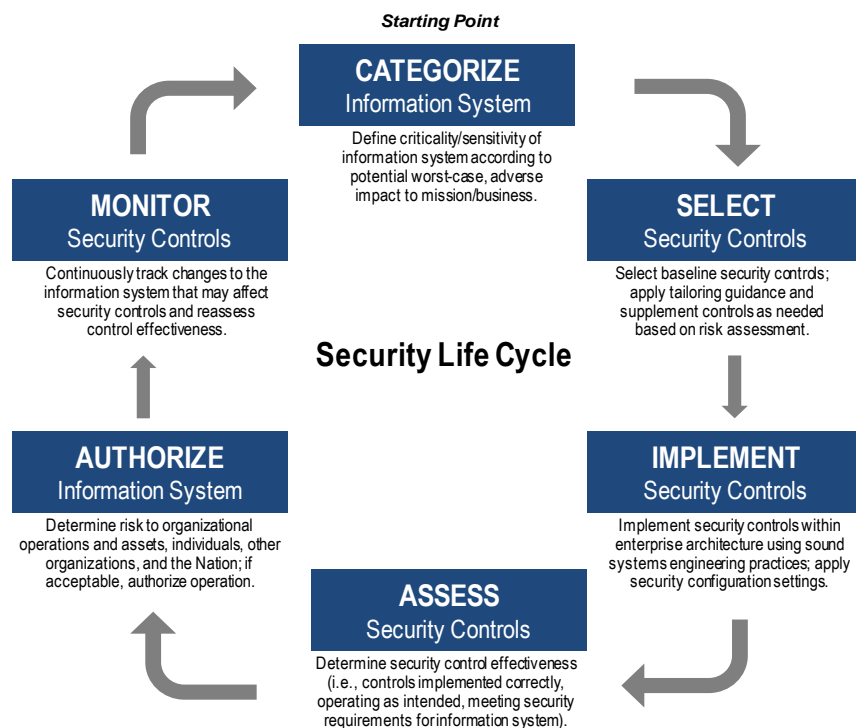 Starting Point
CATEGORIZE
Information System
Define criticality/sensitivity of
information system according to
potential worst-case, adverse
impact to mission/business.
SELECT
Security Controls
Select baseline security controls;
apply tailoring guidance and
supplement controls as needed
based on risk assessment.
IMPLEMENT
Security Controls
Implement security controls within
enterprise architecture using sound
systems engineering practices; apply
security configuration settings.
ASSESS
Security Controls
Determine security control effectiveness
(i.e., controls implemented correctly,
operating as intended, meeting security
requirements for information system).
AUTHORIZE
Information System
Determine risk to organizational
operations and assets, individuals, other
organizations, and the Nation; if
acceptable, authorize operation.
MONITOR
Security Controls
Continuously track changes to the
information system that may affect
security controls and reassess
control effectiveness.
Security Life Cycle